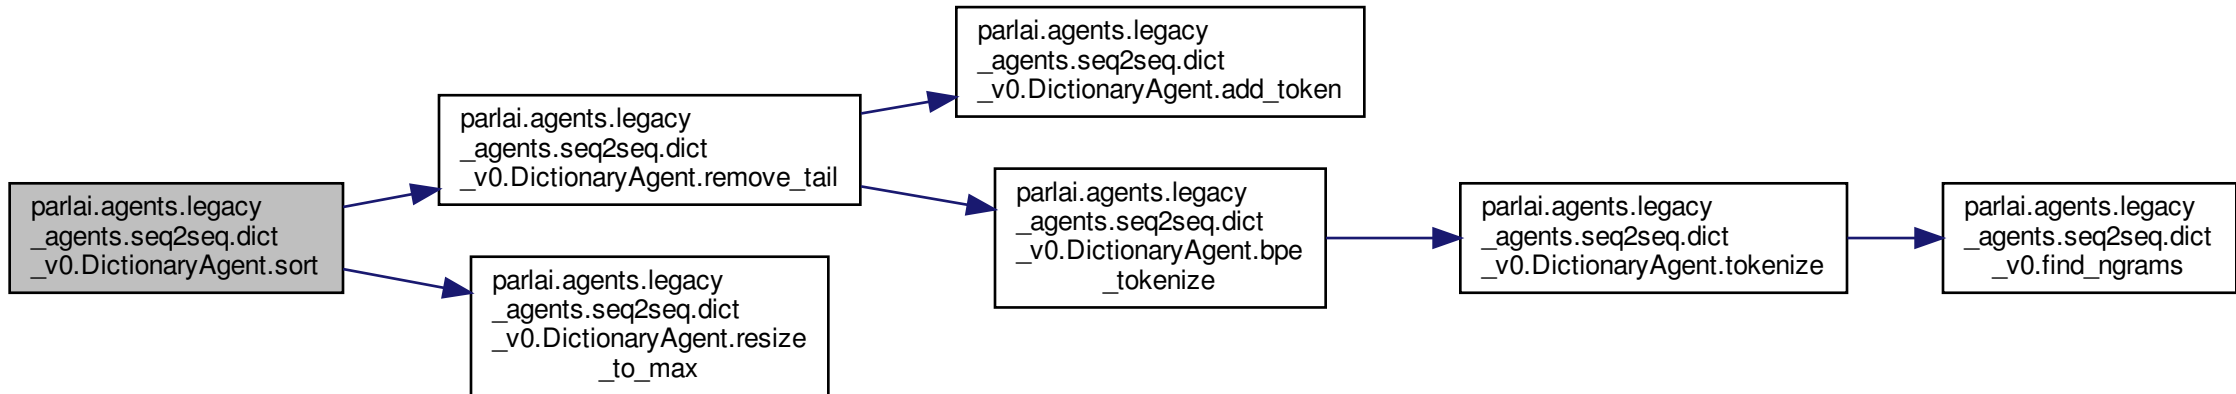 parlai.agents.legacy
_agents.seq2seq.dict
_v0.DictionaryAgent.sort
parlai.agents.legacy
_agents.seq2seq.dict
_v0.DictionaryAgent.remove_tail
parlai.agents.legacy
_agents.seq2seq.dict
_v0.DictionaryAgent.resize
_to_max
parlai.agents.legacy
_agents.seq2seq.dict
_v0.DictionaryAgent.add_token
parlai.agents.legacy
_agents.seq2seq.dict
_v0.DictionaryAgent.bpe
_tokenize
parlai.agents.legacy
_agents.seq2seq.dict
_v0.DictionaryAgent.tokenize
parlai.agents.legacy
_agents.seq2seq.dict
_v0.find_ngrams